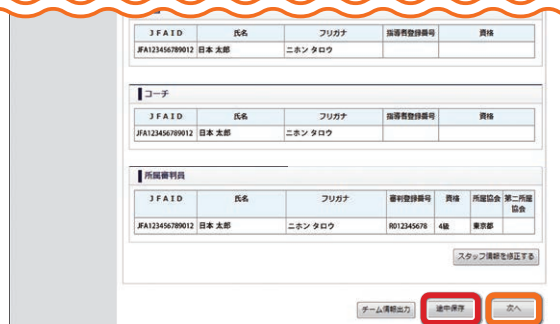 JFAID 氏名 フリガナ 指導者登録番号 資格
JFA123456789012 日本 太郎 ニホン タロウ
コーチ
JFAID 氏名 フリガナ 指導者登録番号 資格
JFA123456789012 日本 太郎 ニホン タロウ
所属審判員
JFAID 氏名 フリガナ 審判登録番号 資格 所属協会 第二所属
協会
JFA123456789012 日本 太郎 ニホン タロウ R012345678 4級 東京都
スタッフ情報を修正する
チーム情報出力 途中保存 次へ